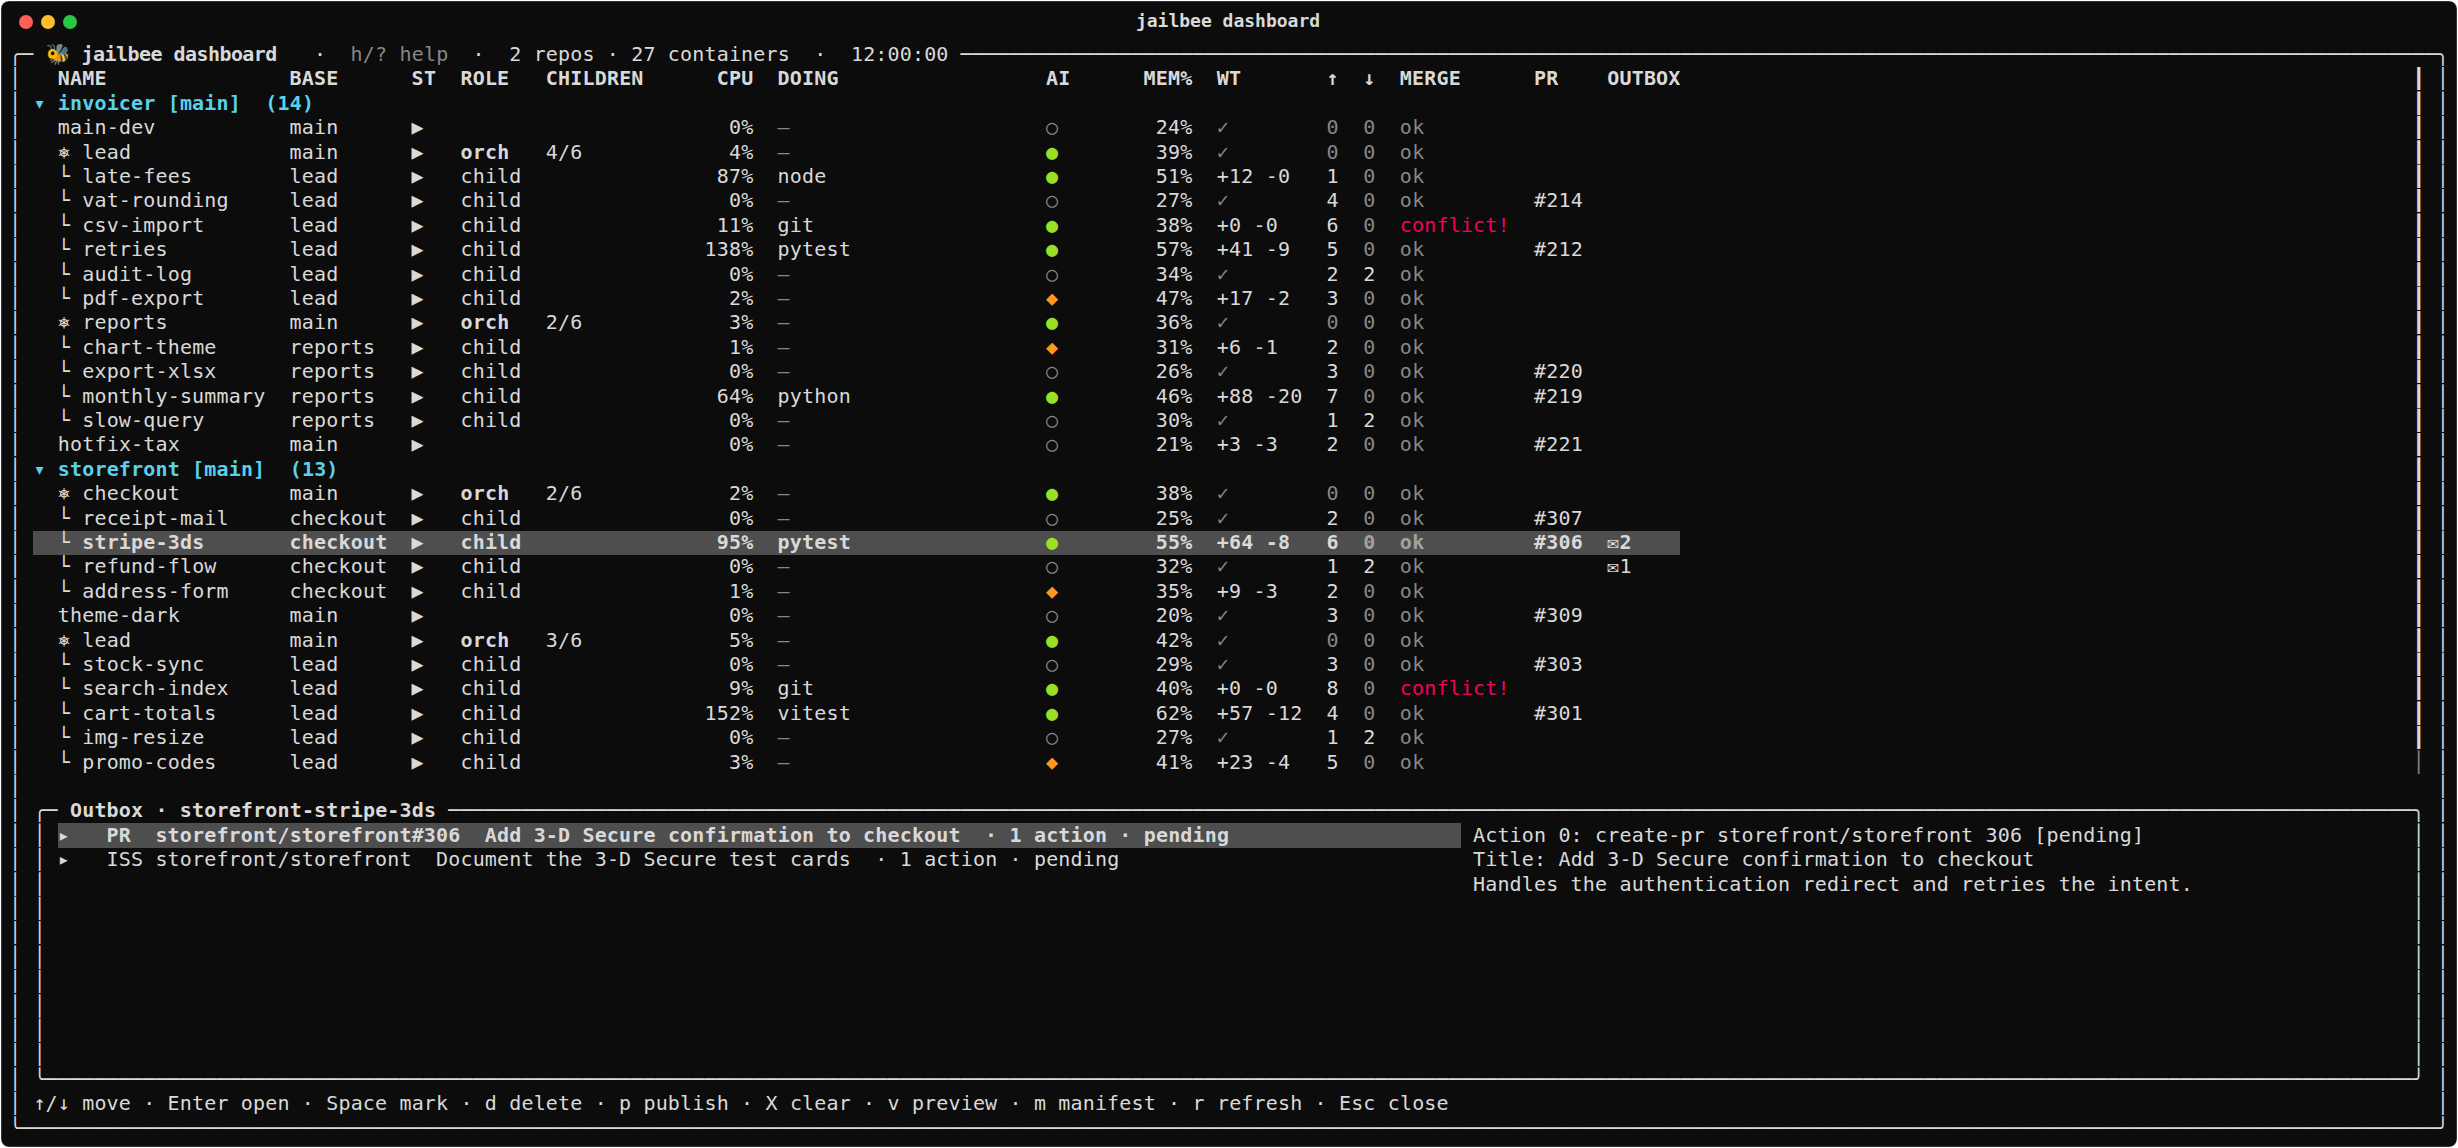 jailbee dashboard
🐝 jailbee dashboard · h/? help · 2 repos · 27 containers · 12:00:00
NAME BASE ST ROLE CHILDREN CPU DOING AI MEM% WT ↑ ↓ MERGE PR OUTBOX
▾ invoicer [main] (14)
main-dev main ▶ 0% — ○ 24% ✓ 0 0 ok
⎈ lead main ▶ orch 4/6 4% — ● 39% ✓ 0 0 ok
└ late-fees lead ▶ child 87% node ● 51% +12 -0 1 0 ok
└ vat-rounding lead ▶ child 0% — ○ 27% ✓ 4 0 ok #214
└ csv-import lead ▶ child 11% git ● 38% +0 -0 6 0 conflict!
└ retries lead ▶ child 138% pytest ● 57% +41 -9 5 0 ok #212
└ audit-log lead ▶ child 0% — ○ 34% ✓ 2 2 ok
└ pdf-export lead ▶ child 2% — ◆ 47% +17 -2 3 0 ok
⎈ reports main ▶ orch 2/6 3% — ● 36% ✓ 0 0 ok
└ chart-theme reports ▶ child 1% — ◆ 31% +6 -1 2 0 ok
└ export-xlsx reports ▶ child 0% — ○ 26% ✓ 3 0 ok #220
└ monthly-summary reports ▶ child 64% python ● 46% +88 -20 7 0 ok #219
└ slow-query reports ▶ child 0% — ○ 30% ✓ 1 2 ok
hotfix-tax main ▶ 0% — ○ 21% +3 -3 2 0 ok #221
▾ storefront [main] (13)
⎈ checkout main ▶ orch 2/6 2% — ● 38% ✓ 0 0 ok
└ receipt-mail checkout ▶ child 0% — ○ 25% ✓ 2 0 ok #307
└ stripe-3ds checkout ▶ child 95% pytest ● 55% +64 -8 6 0 ok #306 ✉2
└ refund-flow checkout ▶ child 0% — ○ 32% ✓ 1 2 ok ✉1
└ address-form checkout ▶ child 1% — ◆ 35% +9 -3 2 0 ok
theme-dark main ▶ 0% — ○ 20% ✓ 3 0 ok #309
⎈ lead main ▶ orch 3/6 5% — ● 42% ✓ 0 0 ok
└ stock-sync lead ▶ child 0% — ○ 29% ✓ 3 0 ok #303
└ search-index lead ▶ child 9% git ● 40% +0 -0 8 0 conflict!
└ cart-totals lead ▶ child 152% vitest ● 62% +57 -12 4 0 ok #301
└ img-resize lead ▶ child 0% — ○ 27% ✓ 1 2 ok
└ promo-codes lead ▶ child 3% — ◆ 41% +23 -4 5 0 ok
Outbox · storefront-stripe-3ds
▸ PR storefront/storefront#306 Add 3-D Secure confirmation to checkout · 1 action · pending Action 0: create-pr storefront/storefront 306 [pending]
▸ ISS storefront/storefront Document the 3-D Secure test cards · 1 action · pending Title: Add 3-D Secure confirmation to checkout
Handles the authentication redirect and retries the intent.
↑/↓ move · Enter open · Space mark · d delete · p publish · X clear · v preview · m manifest · r refresh · Esc close